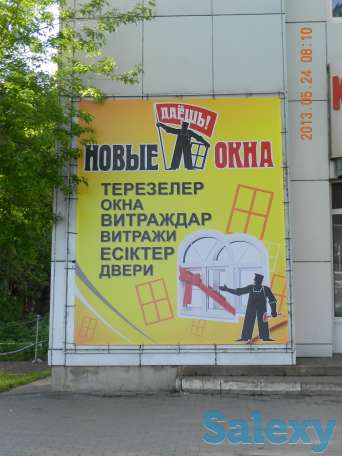 2013 05 24 08:10
ДАЁШЬ!
НОВЫЕ ОКНА
ТЕРЕЗЕЛЕР
ОКНА
ВИТРАЖДАР
ВИТРАЖИ
ЕСІКТЕР
ДВЕРИ
Salexy